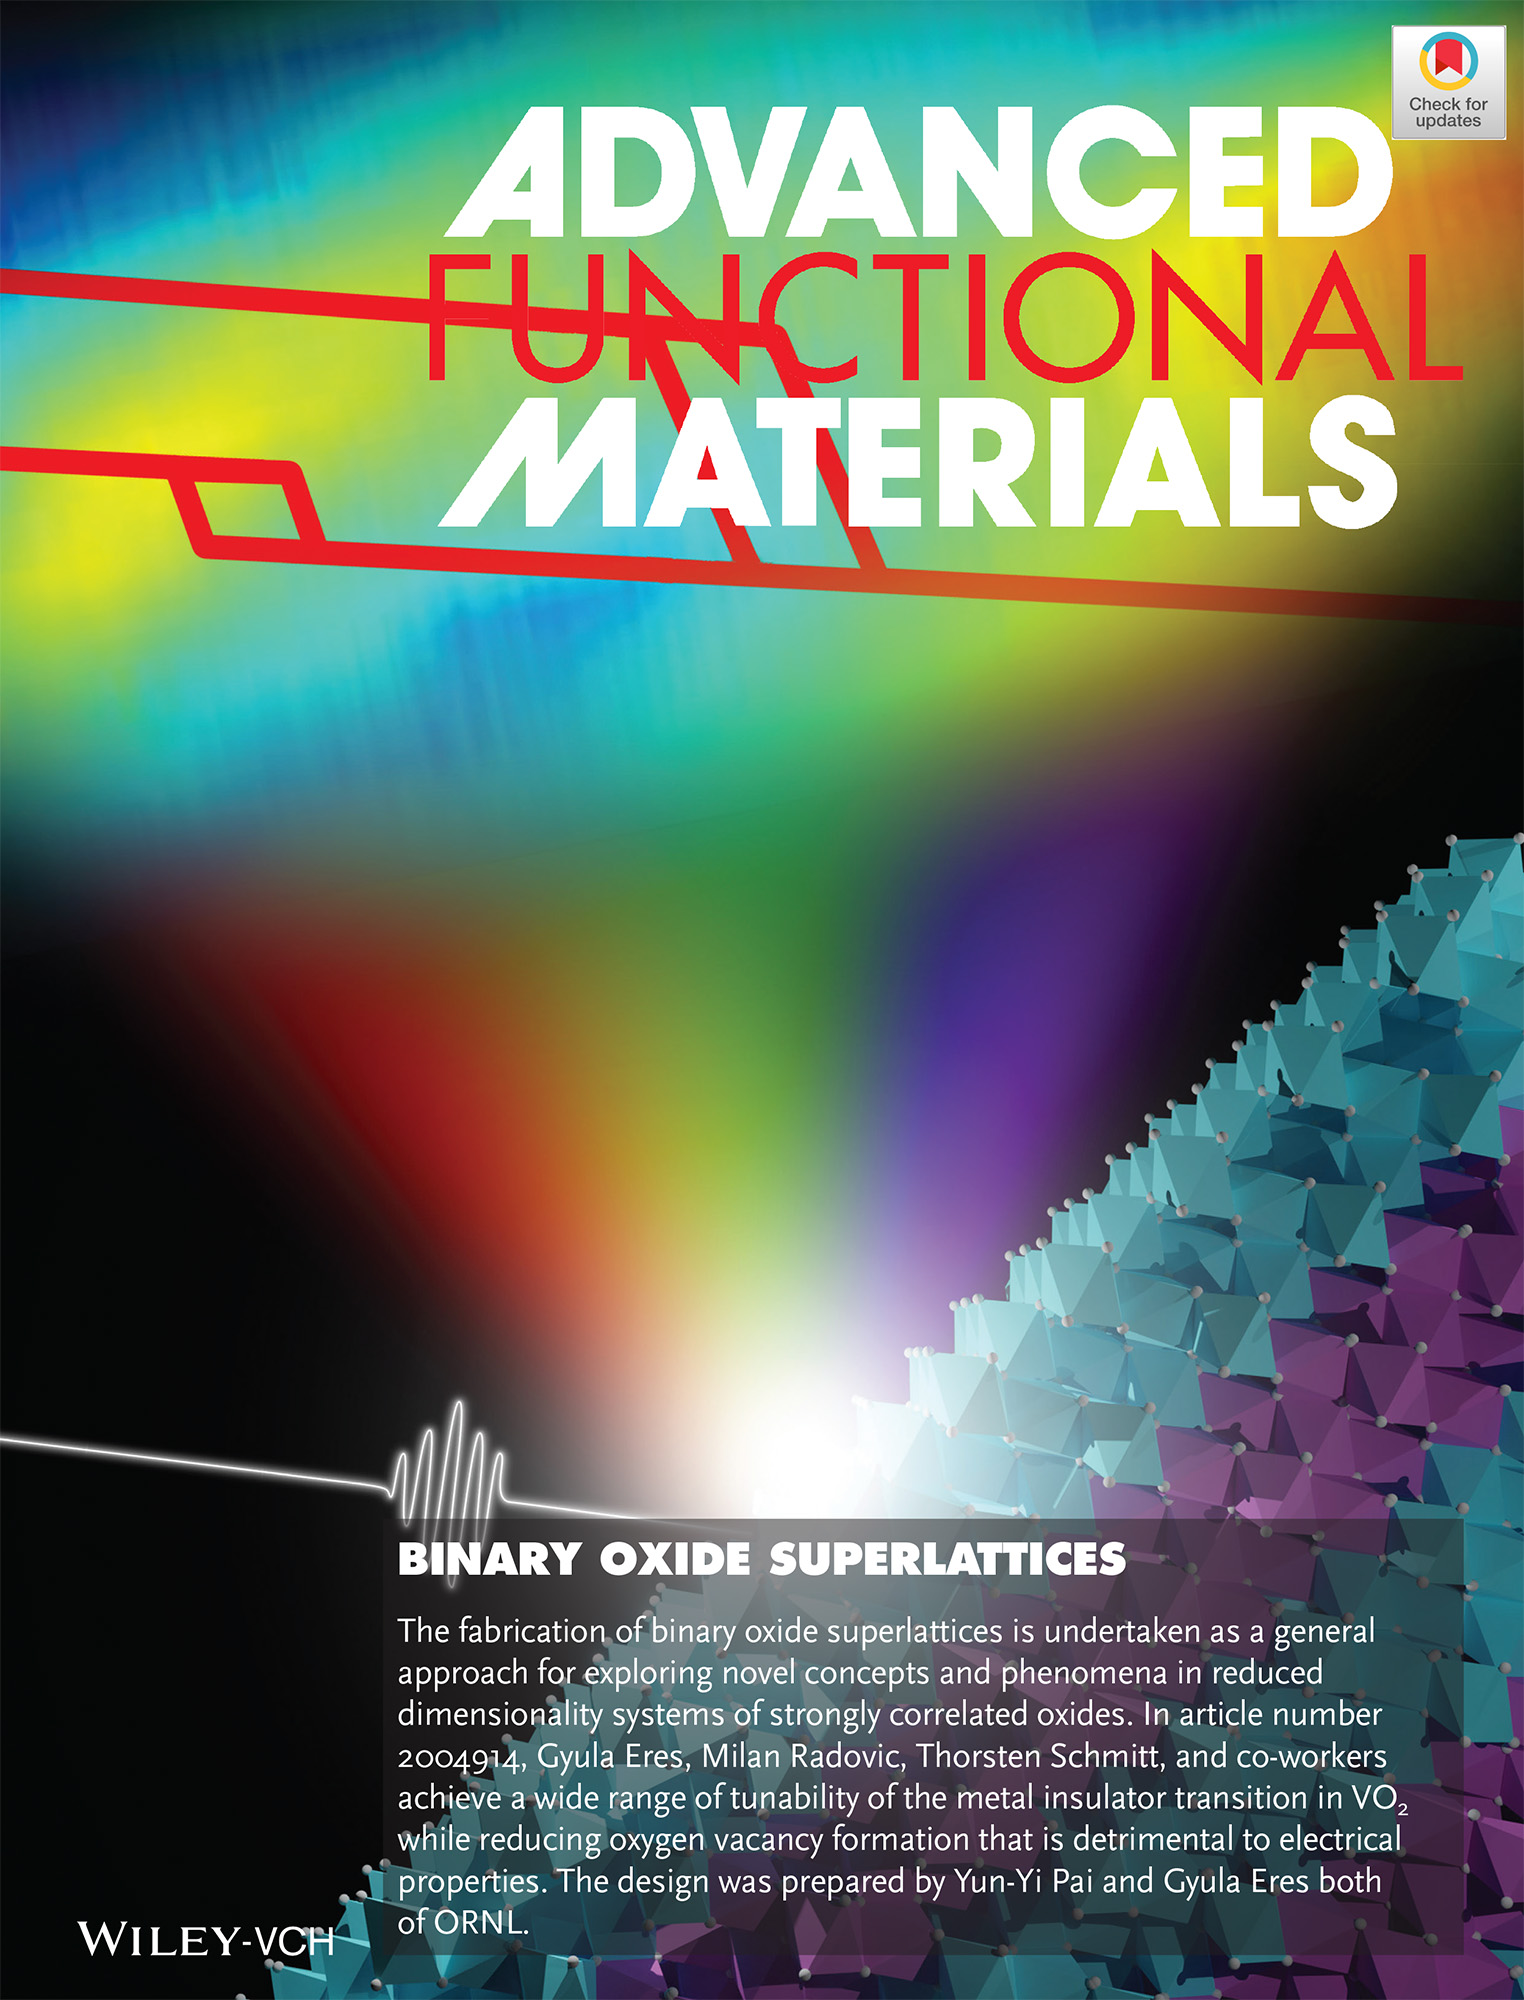 Check for
updates
ADVANCED
FUNCTIONAL
MATERIALS
BINARY OXIDE SUPERLATTICES
The fabrication of binary oxide superlattices is undertaken as a general
approach for exploring novel concepts and phenomena in reduced
dimensionality systems of strongly correlated oxides. In article number
2004914, Gyula Eres, Milan Radovic, Thorsten Schmitt, and co-workers
achieve a wide range of tunability of the metal insulator transition in VO₂
while reducing oxygen vacancy formation that is detrimental to electrical
properties. The design was prepared by Yun-Yi Pai and Gyula Eres both
of ORNL.
WILEY-VCH